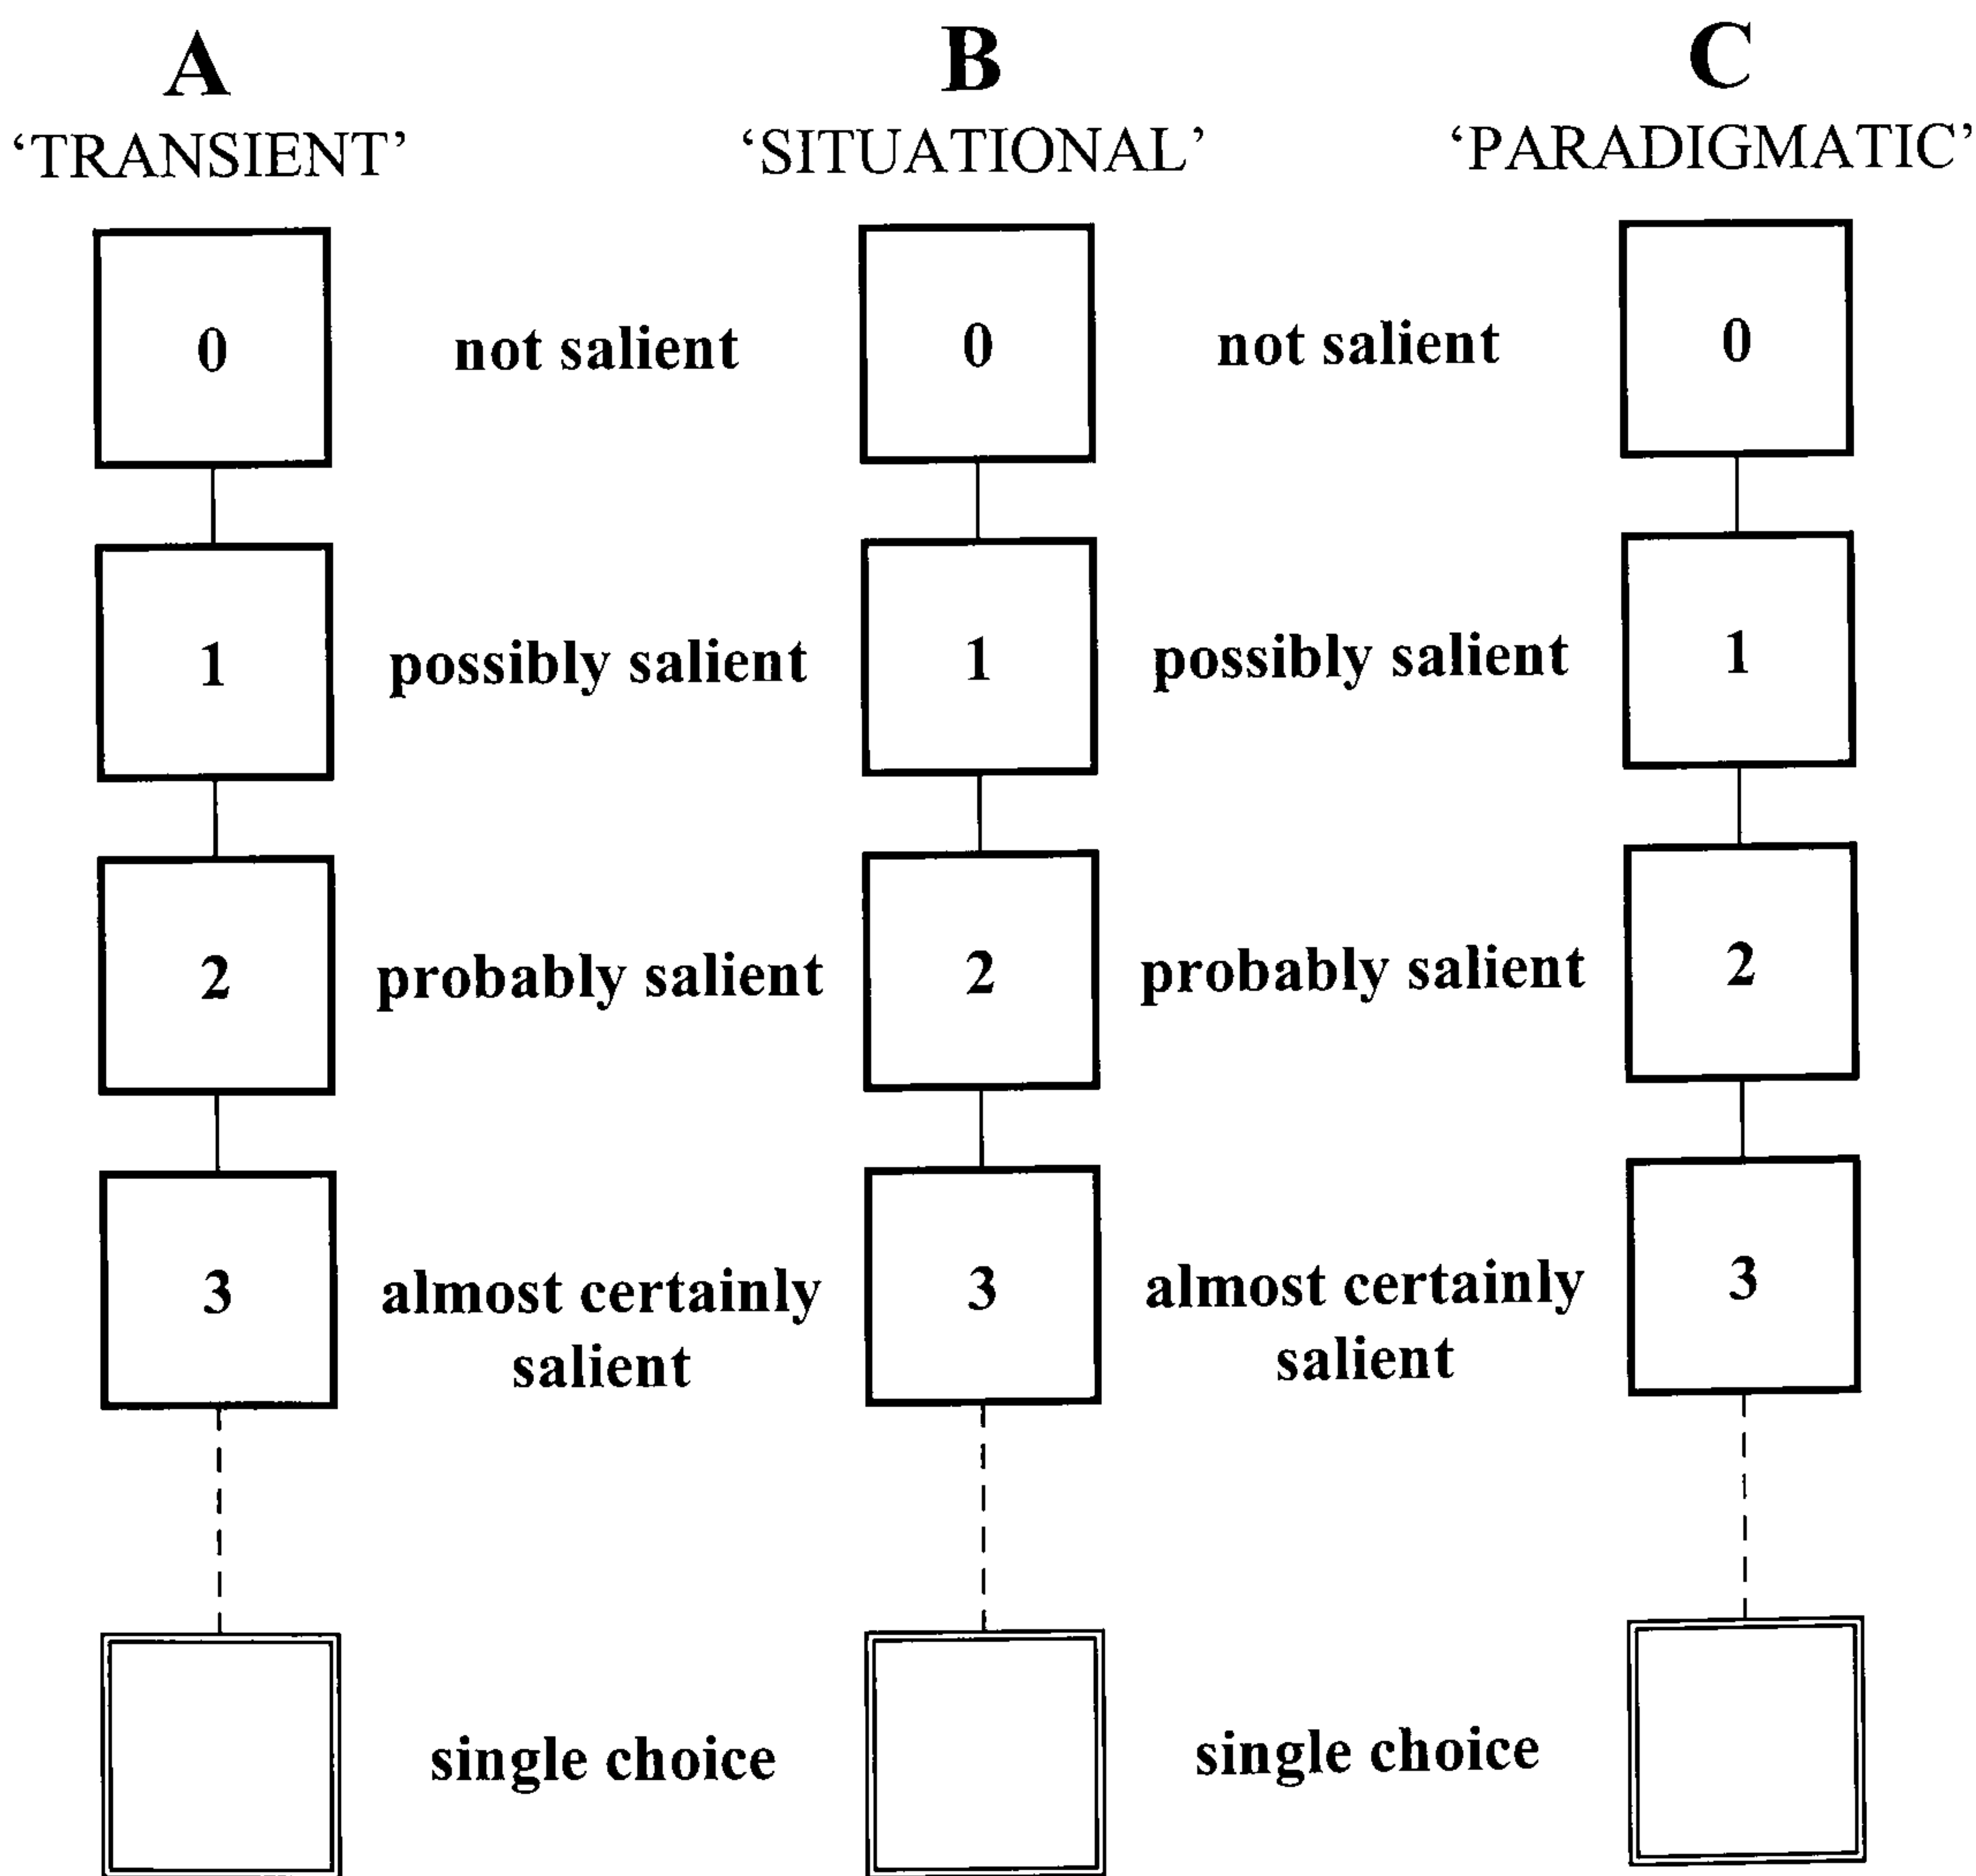 A B C
‘TRANSIENT’ ‘SITUATIONAL’ ‘PARADIGMATIC’
0 not salient 0 not salient 0
1 possibly salient 1 possibly salient 1
2 probably salient 2 probably salient 2
3 almost certainly 3 almost certainly 3
salient salient
single choice single choice